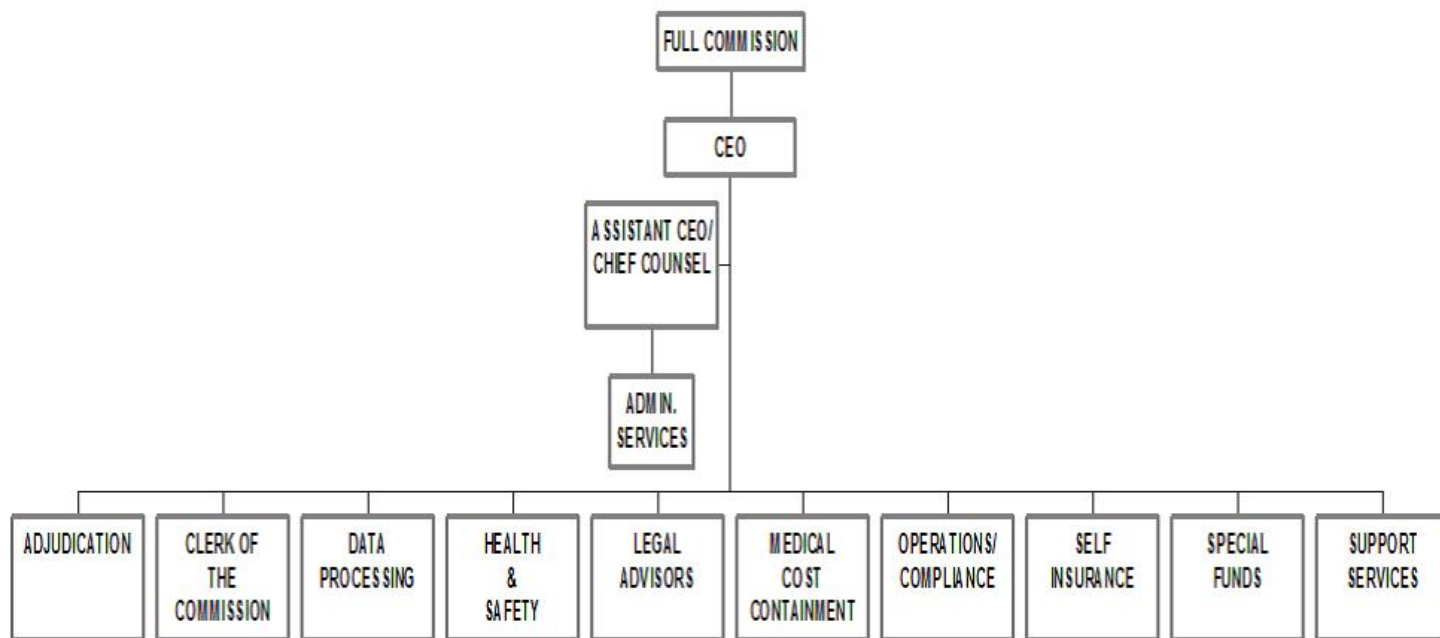 FULL COMMISSION
CEO
ASSISTANT CEO/
CHIEF COUNSEL
ADMIN.
SERVICES
ADJUDICATION
CLERK OF
THE
COMMISSION
DATA
PROCESSING
HEALTH
&
SAFETY
LEGAL
ADVISORS
MEDICAL
COST
CONTAINMENT
OPERATIONS/
COMPLIANCE
SELF
INSURANCE
SPECIAL
FUNDS
SUPPORT
SERVICES